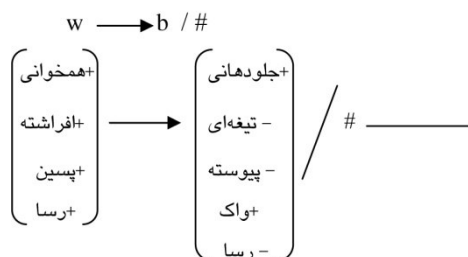 w → b / #
+همخوانی
+افراشته
+پسین
+رسا
+جلودهانی
– تیغه‌ای
– پیوسته
+واک
– رسا
/ # ____